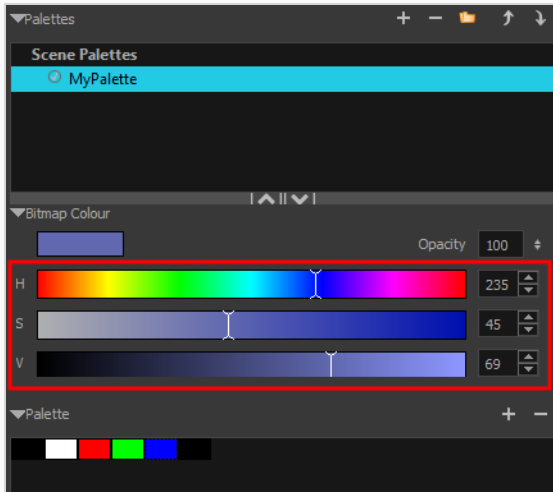 Palettes
Scene Palettes
MyPalette
Bitmap Colour
Opacity 100
H 235
S 45
V 69
Palette